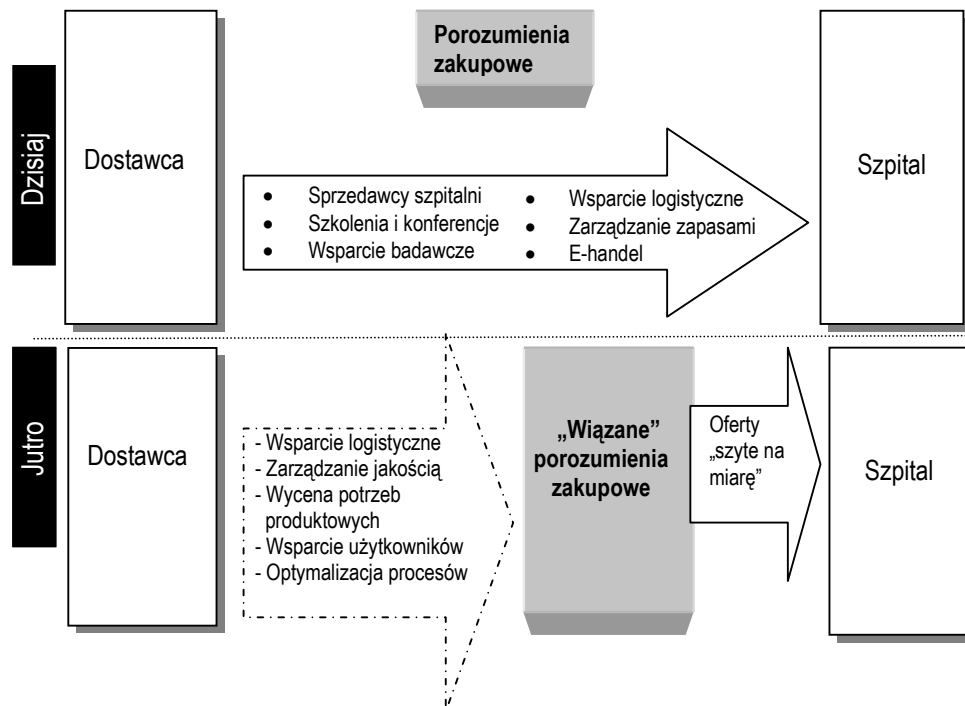 Dzisiaj
Dostawca
Porozumienia
zakupowe
• Sprzedawcy szpitalni
• Szkolenia i konferencje
• Wsparcie badawcze
• Wsparcie logistyczne
• Zarządzanie zapasami
• E-handel
Szpital
Jutro
Dostawca
- Wsparcie logistyczne
- Zarządzanie jakością
- Wycena potrzeb
produktowych
- Wsparcie użytkowników
- Optymalizacja procesów
„Wiązane”
porozumienia
zakupowe
Oferty
„szyte na
miarę”
Szpital